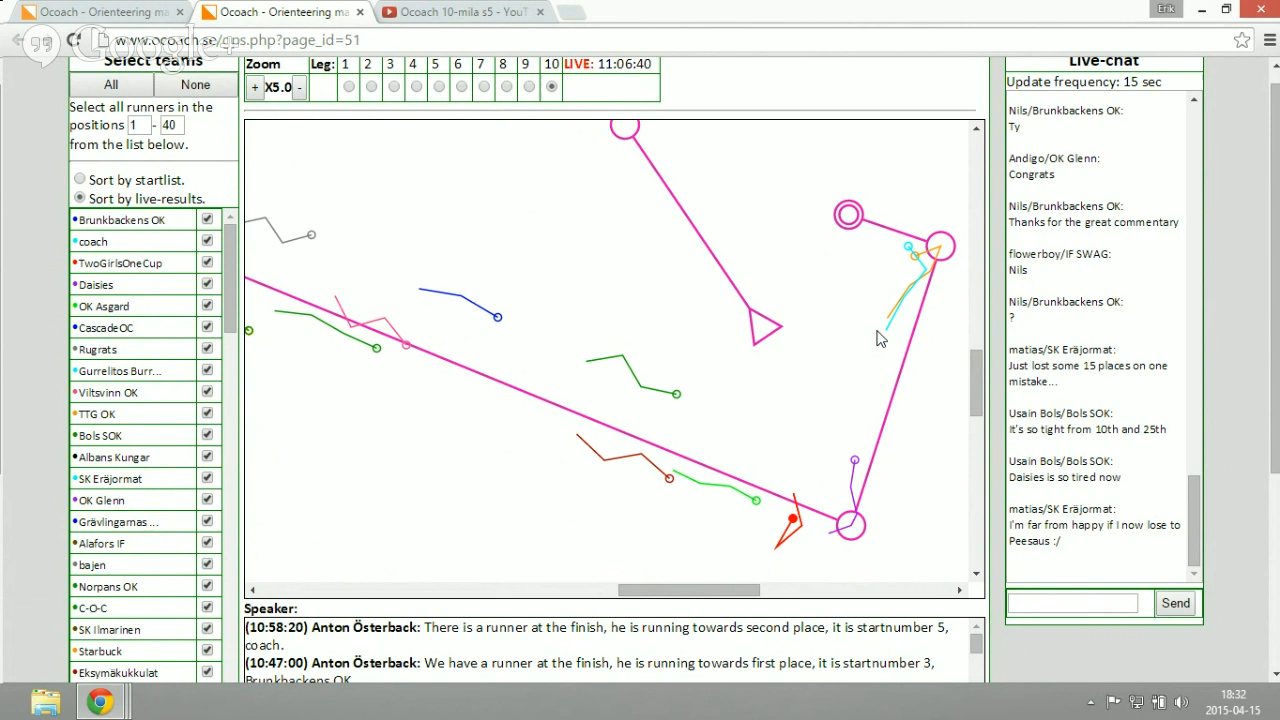 Ocoach - Orienteering ma
Ocoach - Orienteering ma
Ocoach 10-mila s5 - YouT
Erik
www.ocoach.se/gps.php?page_id=51
Google+
Select teams
All
None
Select all runners in the
positions 1 - 40
from the list below.
Sort by startlist.
Sort by live-results.
Brunkbackens OK
coach
TwoGirlsOneCup
Daisies
OK Asgard
CascadeOC
Rugrats
Gurrelitos Burr...
Viltsvinn OK
TTG OK
Bols SOK
Albans Kungar
SK Eräjormat
OK Glenn
Grävlingarnas ...
Alafors IF
bajen
Norpans OK
C-O-C
SK Ilmarinen
Starbuck
Eksymäkukkulat
Zoom
Leg: 1 2 3 4 5 6 7 8 9 10 LIVE: 11:06:40
+ X5.0 -
Speaker:
(10:58:20) Anton Österback: There is a runner at the finish, he is running towards second place, it is startnumber 5,
coach.
(10:47:00) Anton Österback: We have a runner at the finish, he is running towards first place, it is startnumber 3,
Brunkbackens OK
Live-chat
Update frequency: 15 sec
Nils/Brunkbackens OK:
Ty
Andigo/OK Glenn:
Congrats
Nils/Brunkbackens OK:
Thanks for the great commentary
flowerboy/IF SWAG:
Nils
Nils/Brunkbackens OK:
?
matias/SK Eräjormat:
Just lost some 15 places on one
mistake...
Usain Bols/Bols SOK:
It's so tight from 10th and 25th
Usain Bols/Bols SOK:
Daisies is so tired now
matias/SK Eräjormat:
I'm far from happy if I now lose to
Peesaus :/
Send
18:32
2015-04-15